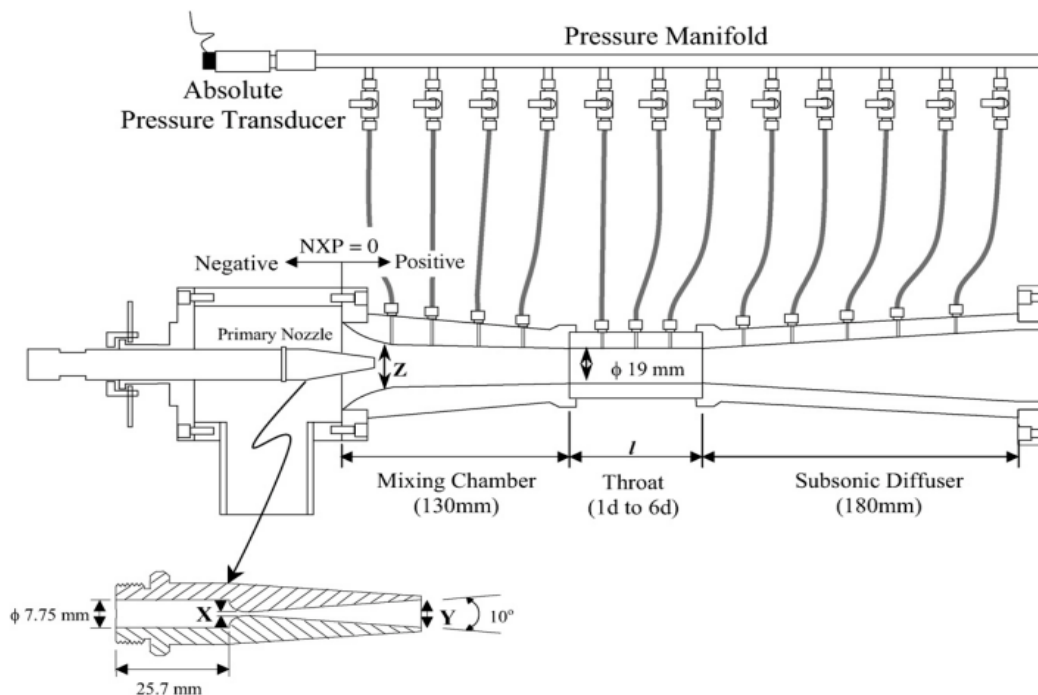 Pressure Manifold
Absolute
Pressure Transducer
NXP = 0
Negative
Positive
Primary Nozzle
Z
ϕ 19 mm
l
Mixing Chamber
(130mm)
Throat
(1d to 6d)
Subsonic Diffuser
(180mm)
ϕ 7.75 mm
X
Y
10º
25.7 mm